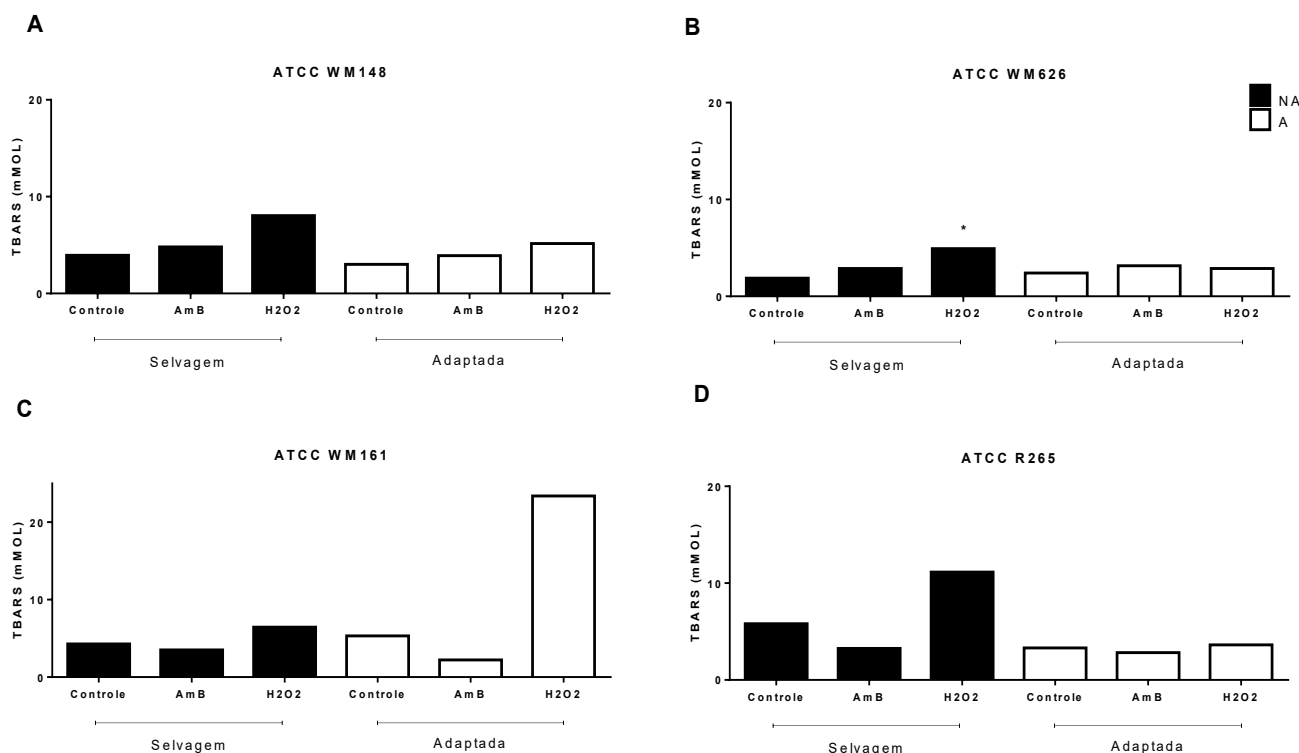 A
ATCC WM148
TBARS (mMOL)
20
10
0
Controle AmB H2O2 Controle AmB H2O2
Selvagem Adaptada
B
ATCC WM626
NA
A
TBARS (mMOL)
20
10
0
*
Controle AmB H2O2 Controle AmB H2O2
Selvagem Adaptada
C
ATCC WM161
TBARS (mMOL)
20
10
0
Controle AmB H2O2 Controle AmB H2O2
Selvagem Adaptada
D
ATCC R265
TBARS (mMOL)
20
10
0
Controle AmB H2O2 Controle AmB H2O2
Selvagem Adaptada